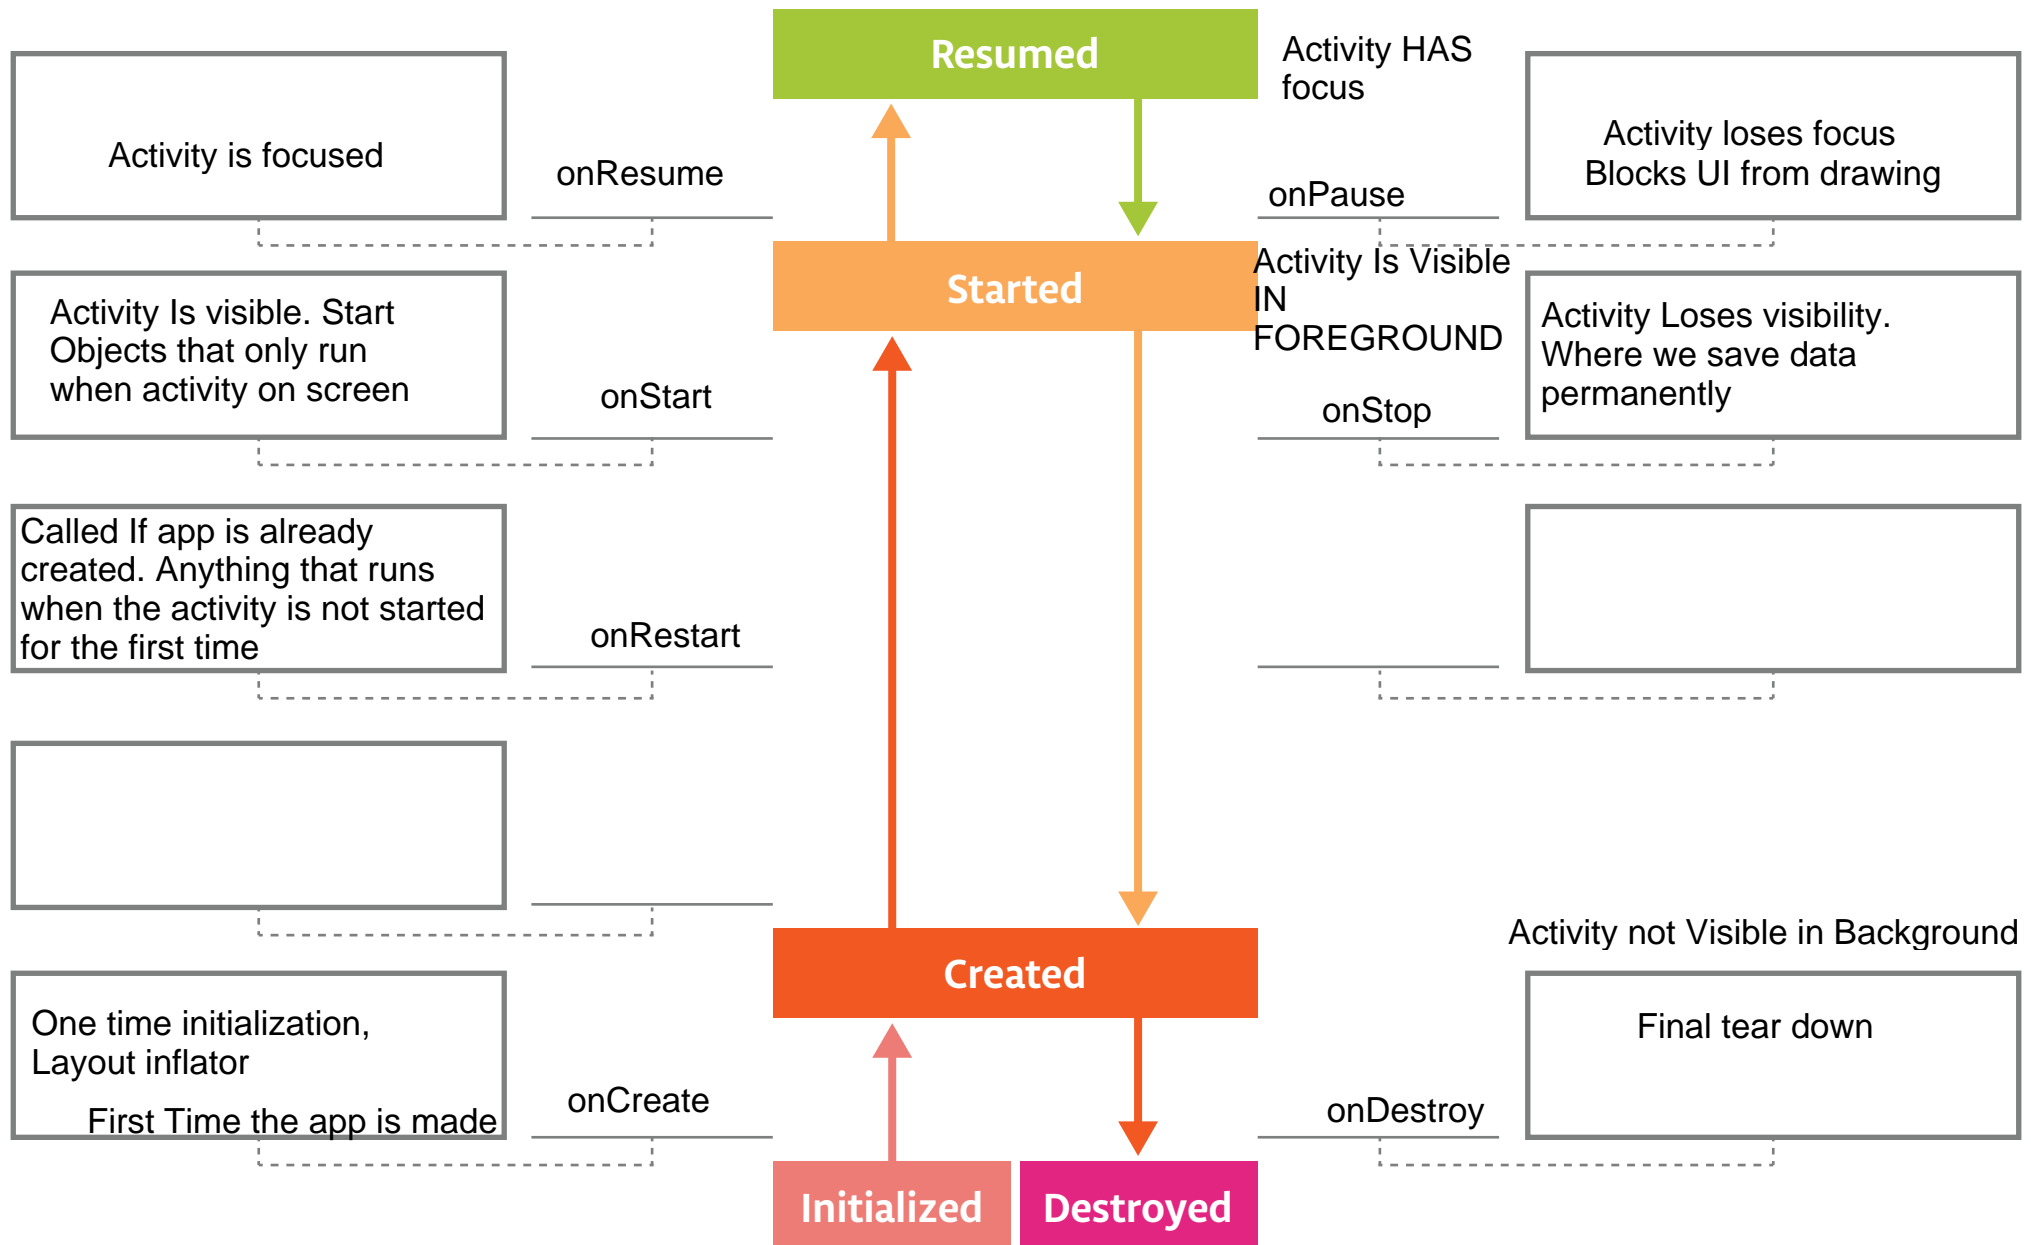 Resumed
Activity HAS
focus
Activity is focused
onResume
onPause
Activity loses focus
Blocks UI from drawing
Started
Activity Is Visible
IN
FOREGROUND
Activity Is visible. Start
Objects that only run
when activity on screen
onStart
onStop
Activity Loses visibility.
Where we save data
permanently
Called If app is already
created. Anything that runs
when the activity is not started
for the first time
onRestart
Activity not Visible in Background
Created
One time initialization,
Layout inflator
First Time the app is made
onCreate
onDestroy
Final tear down
Initialized
Destroyed